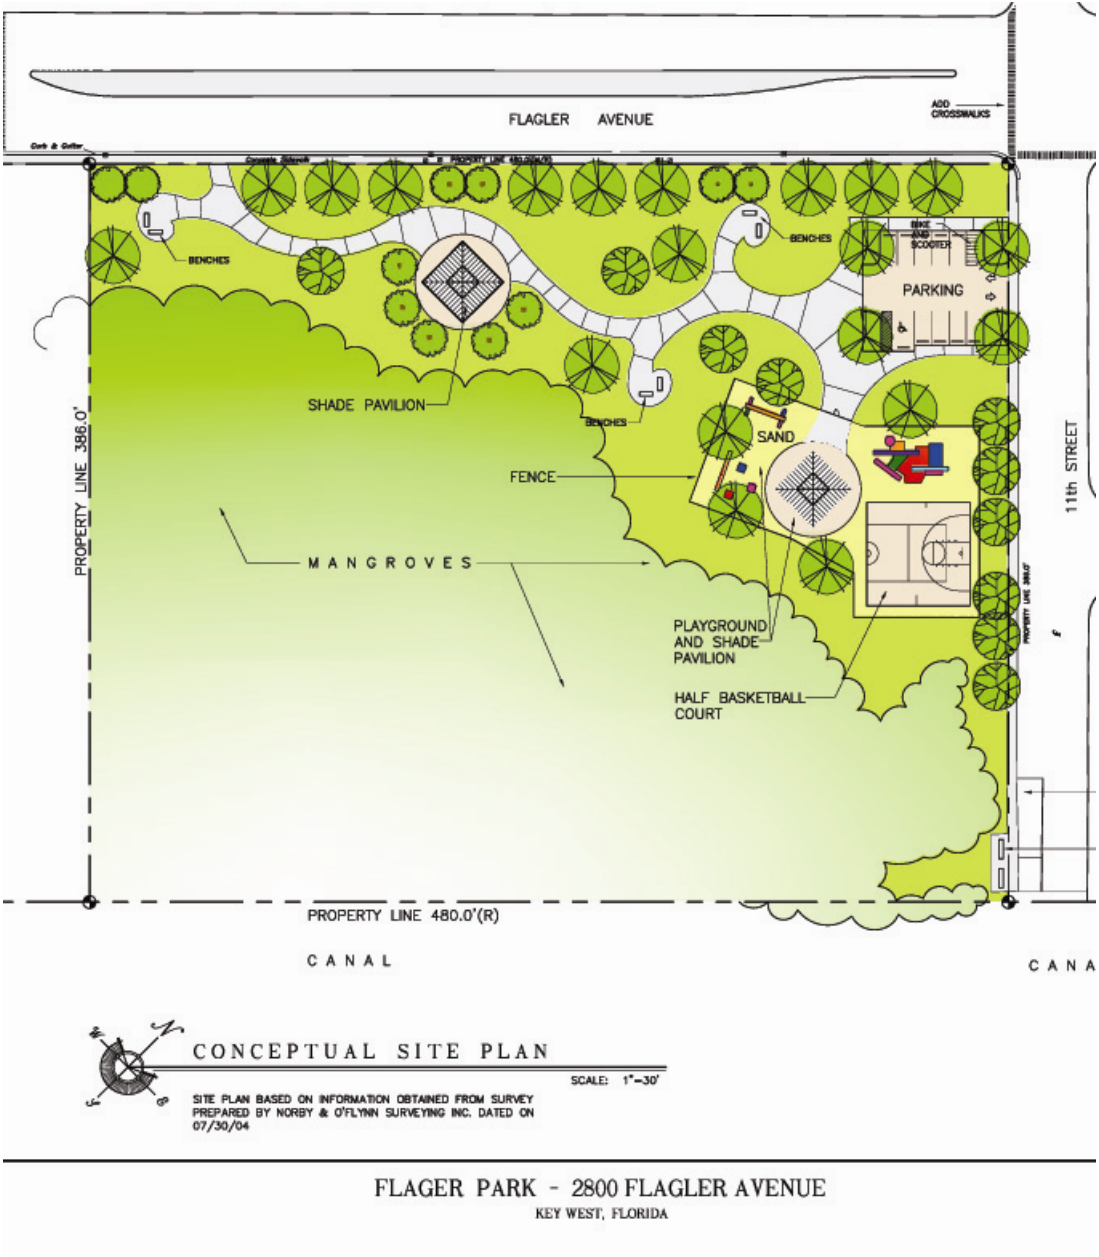 FLAGLER AVENUE
ADD
CROSSWALKS
Curb & Gutter
Concrete Sidewalk
PROPERTY LINE 480.0'(R)
BENCHES
BENCHES
BIKE
AND
SCOOTER
PARKING
SHADE PAVILION
BENCHES
SAND
FENCE
PROPERTY LINE 386.0'
11th STREET
MANGROVES
PROPERTY LINE 386.0'
PLAYGROUND
AND SHADE
PAVILION
HALF BASKETBALL
COURT
PROPERTY LINE 480.0'(R)
CANAL
CANA
N
W
S
E
CONCEPTUAL SITE PLAN
SCALE: 1"=30'
SITE PLAN BASED ON INFORMATION OBTAINED FROM SURVEY
PREPARED BY NORBY & O'FLYNN SURVEYING INC. DATED ON
07/30/04
FLAGER PARK - 2800 FLAGLER AVENUE
KEY WEST, FLORIDA